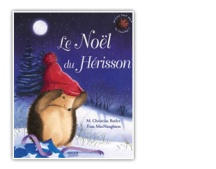 Le Noël
du Hérisson
M. Christina Butler
Tina MacNaughton